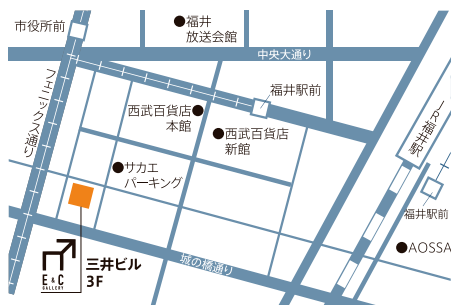 市役所前
福井
放送会館
中央大通り
フェニックス通り
福井駅前
西武百貨店
本館
西武百貨店
新館
JR福井駅
サカエ
パーキング
福井駅前
AOSSA
城の橋通り
三井ビル
3F
E&C
GALLERY